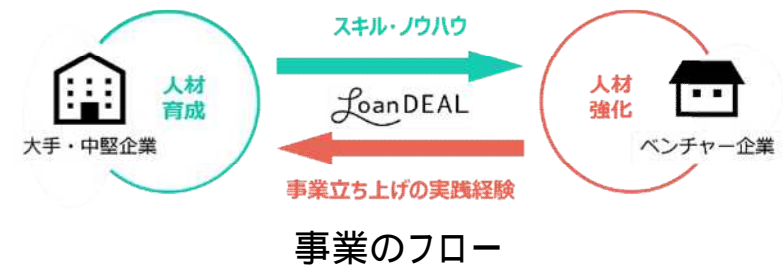 スキル・ノウハウ
人材
育成
大手・中堅企業
LoanDEAL
人材
強化
ベンチャー企業
事業立ち上げの実践経験
事業のフロー